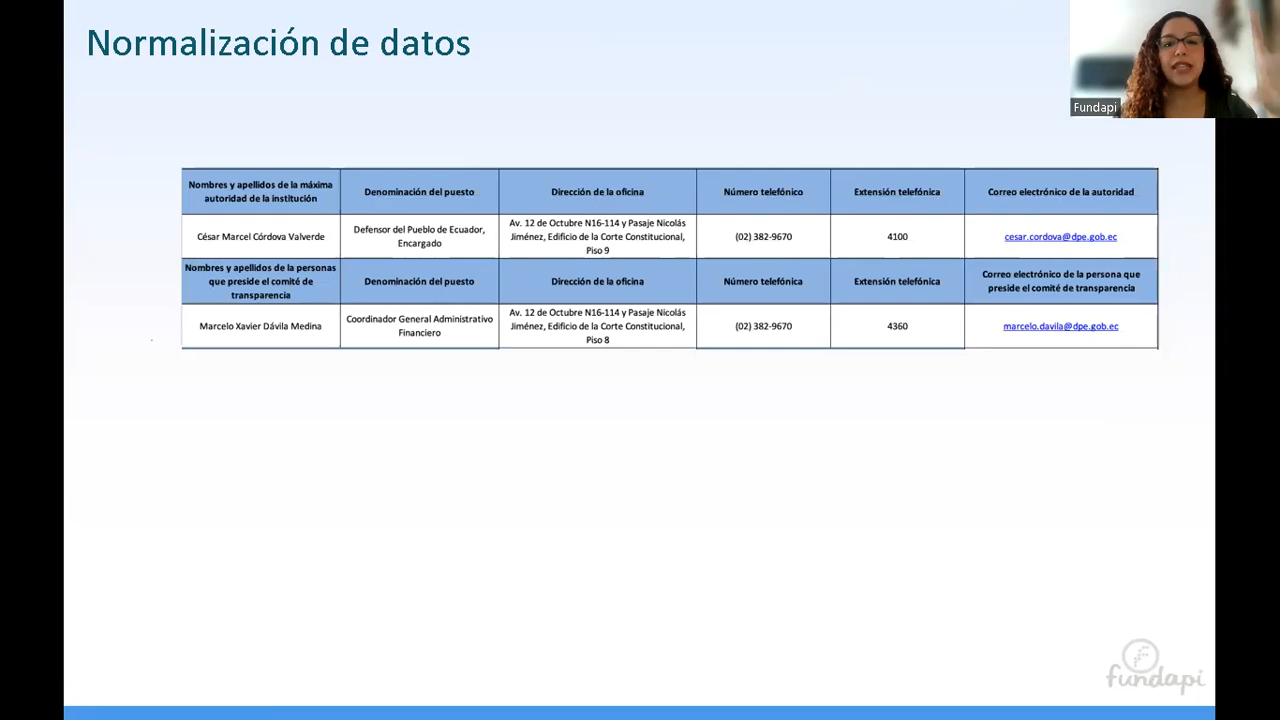 Normalización de datos
Fundapi
Nombres y apellidos de la máxima
autoridad de la institución
Denominación del puesto
Dirección de la oficina
Número telefónico
Extensión telefónica
Correo electrónico de la autoridad
César Marcel Córdova Valverde
Defensor del Pueblo de Ecuador,
Encargado
Av. 12 de Octubre N16-114 y Pasaje Nicolás
Jiménez, Edificio de la Corte Constitucional,
Piso 9
(02) 382-9670
4100
cesar.cordova@dpe.gob.ec
Nombres y apellidos de la personas
que preside el comité de
transparencia
Denominación del puesto
Dirección de la oficina
Número telefónica
Extensión telefónica
Correo electrónico de la persona que
preside el comité de transparencia
Marcelo Xavier Dávila Medina
Coordinador General Administrativo
Financiero
Av. 12 de Octubre N16-114 y Pasaje Nicolás
Jiménez, Edificio de la Corte Constitucional,
Piso 8
(02) 382-9670
4360
marcelo.davila@dpe.gob.ec
fundapi